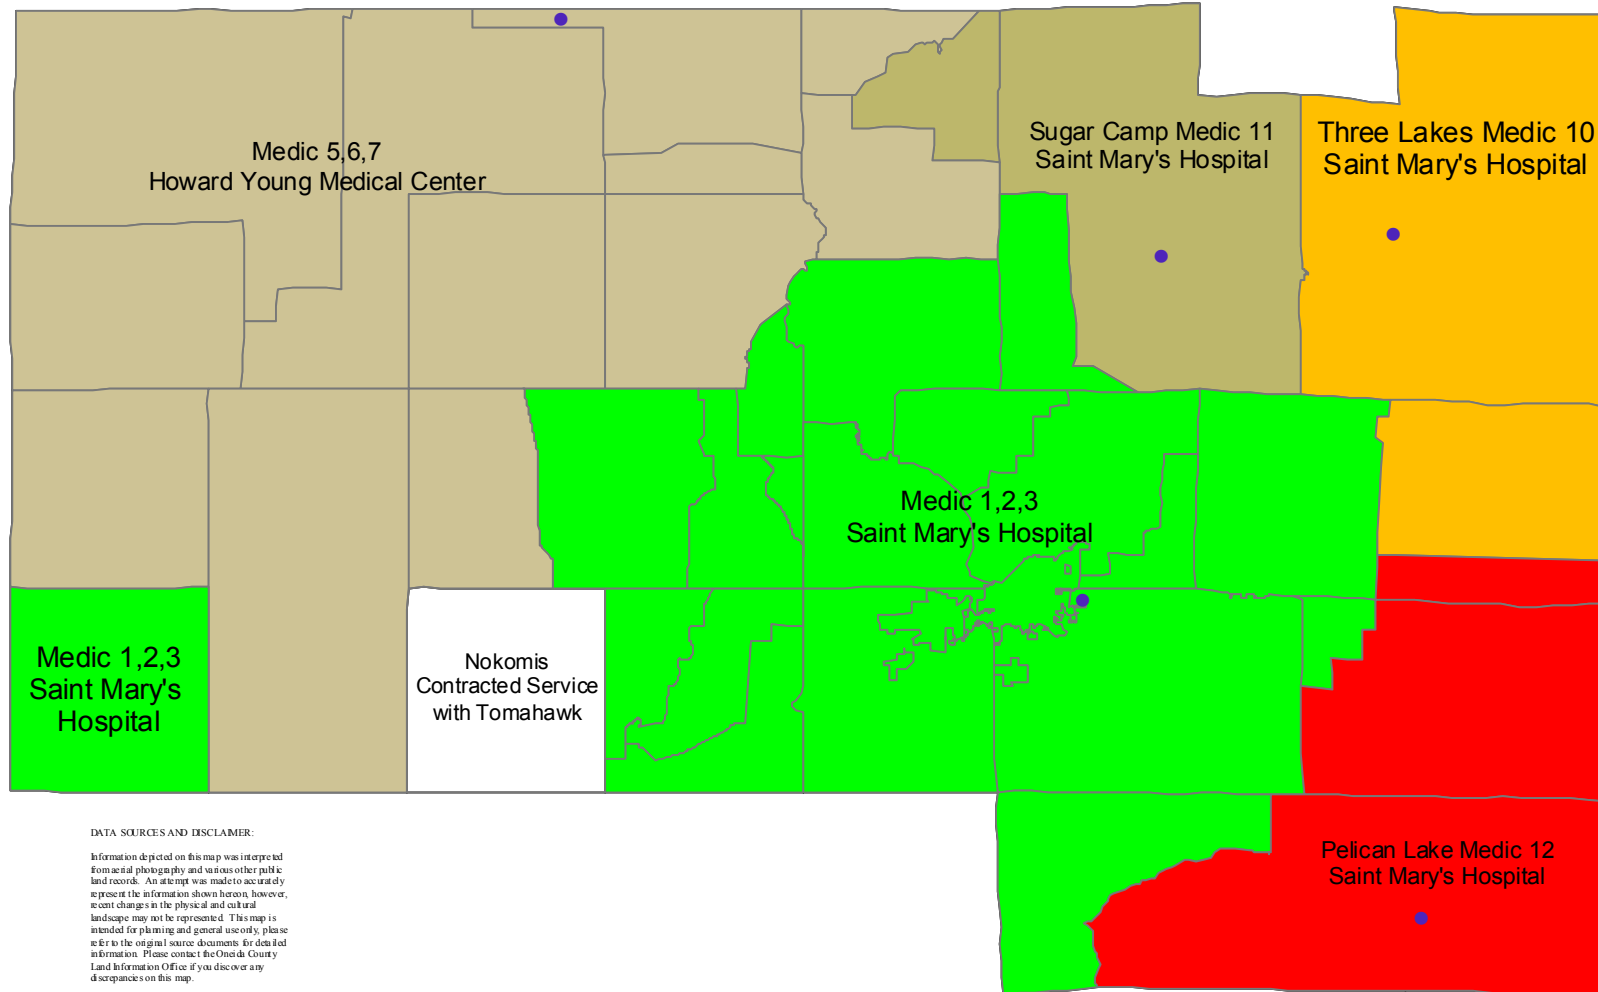 Medic 5,6,7
Howard Young Medical Center
Sugar Camp Medic 11
Saint Mary's Hospital
Three Lakes Medic 10
Saint Mary's Hospital
Medic 1,2,3
Saint Mary's Hospital
Medic 1,2,3
Saint Mary's
Hospital
Nokomis
Contracted Service
with Tomahawk
Pelican Lake Medic 12
Saint Mary's Hospital
DATA SOURCES AND DISCLAIMER:
Information depicted on this map was interpreted
from aerial photography and various other public
land records. An attempt was made to accurately
represent the information shown hereon, however,
recent changes in the physical and cultural
landscape may not be represented. This map is
intended for planning and general use only, please
refer to the original source documents for detailed
information. Please contact the Oneida County
Land Information Office if you discover any
discrepancies on this map.